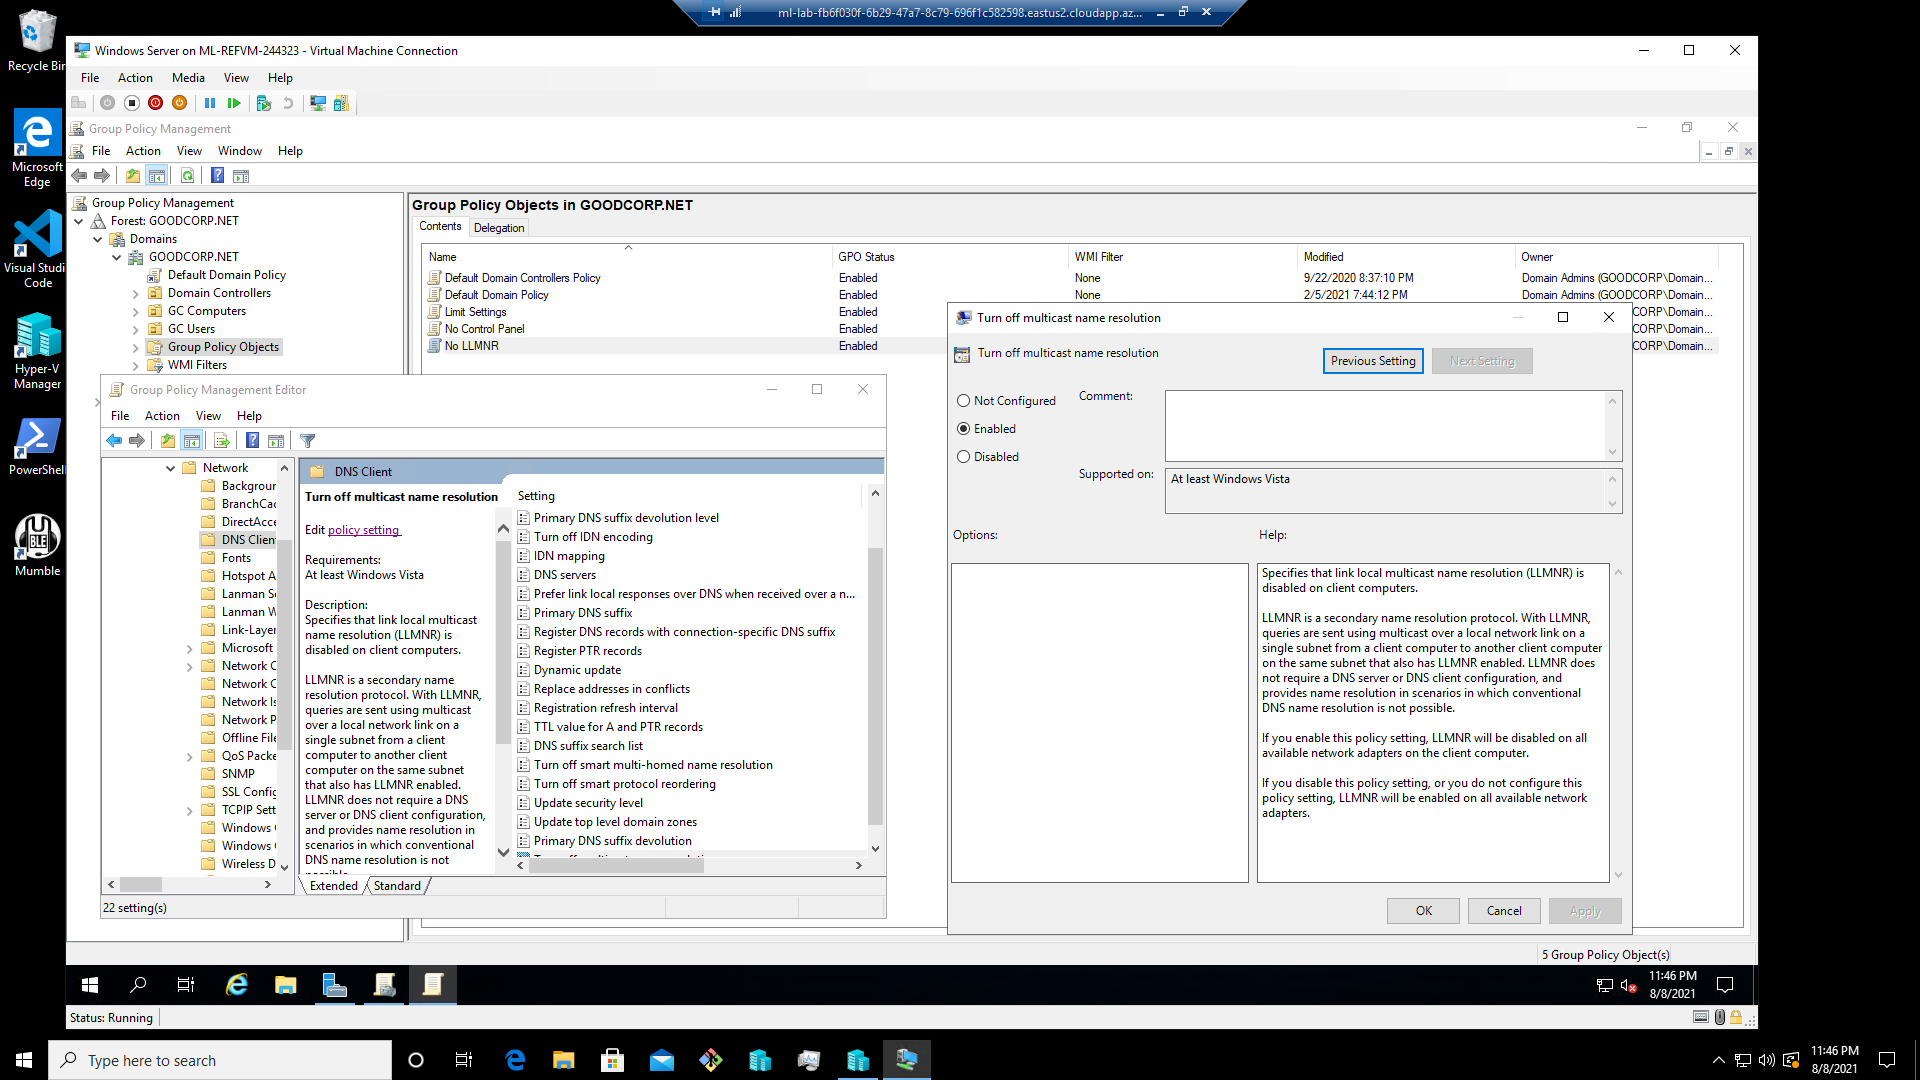 ml-lab-fb6f030f-6b29-47a7-8c79-696f1c582598.eastus2.cloudapp.az...
Recycle Bin
Microsoft Edge
Visual Studi Code
Hyper-V Manager
PowerShell
Mumble
Windows Server on ML-REFVM-244323 - Virtual Machine Connection
File Action Media View Help
Group Policy Management
File Action View Window Help
Group Policy Management
Forest: GOODCORP.NET
Domains
GOODCORP.NET
Default Domain Policy
Domain Controllers
GC Computers
GC Users
Group Policy Objects
WMI Filters
Group Policy Objects in GOODCORP.NET
Contents Delegation
Name GPO Status WMI Filter Modified Owner
Default Domain Controllers Policy Enabled None 9/22/2020 8:37:10 PM Domain Admins (GOODCORP\Domain...
Default Domain Policy Enabled None 2/5/2021 7:44:12 PM Domain Admins (GOODCORP\Domain...
Limit Settings Enabled CORP\Domain...
No Control Panel Enabled CORP\Domain...
No LLMNR Enabled CORP\Domain...
Group Policy Management Editor
File Action View Help
Network
Backgrour
BranchCac
DirectAcce
DNS Clien
Fonts
Hotspot A
Lanman Se
Lanman W
Link-Layer
Microsoft
Network C
Network C
Network Is
Network P
Offline File
QoS Packe
SNMP
SSL Config
TCPIP Sett
Windows
Windows
Wireless D
DNS Client
Turn off multicast name resolution
Edit policy setting
Requirements:
At least Windows Vista
Description:
Specifies that link local multicast
name resolution (LLMNR) is
disabled on client computers.
LLMNR is a secondary name
resolution protocol. With LLMNR,
queries are sent using multicast
over a local network link on a
single subnet from a client
computer to another client
computer on the same subnet
that also has LLMNR enabled.
LLMNR does not require a DNS
server or DNS client configuration,
and provides name resolution in
scenarios in which conventional
DNS name resolution is not
Setting
Primary DNS suffix devolution level
Turn off IDN encoding
IDN mapping
DNS servers
Prefer link local responses over DNS when received over a n...
Primary DNS suffix
Register DNS records with connection-specific DNS suffix
Register PTR records
Dynamic update
Replace addresses in conflicts
Registration refresh interval
TTL value for A and PTR records
DNS suffix search list
Turn off smart multi-homed name resolution
Turn off smart protocol reordering
Update security level
Update top level domain zones
Primary DNS suffix devolution
Extended Standard
22 setting(s)
Turn off multicast name resolution
Turn off multicast name resolution
Previous Setting Next Setting
Not Configured
Enabled
Disabled
Comment:
Supported on: At least Windows Vista
Options: Help:
Specifies that link local multicast name resolution (LLMNR) is
disabled on client computers.
LLMNR is a secondary name resolution protocol. With LLMNR,
queries are sent using multicast over a local network link on a
single subnet from a client computer to another client computer
on the same subnet that also has LLMNR enabled. LLMNR does
not require a DNS server or DNS client configuration, and
provides name resolution in scenarios in which conventional
DNS name resolution is not possible.
If you enable this policy setting, LLMNR will be disabled on all
available network adapters on the client computer.
If you disable this policy setting, or you do not configure this
policy setting, LLMNR will be enabled on all available network
adapters.
OK Cancel Apply
5 Group Policy Object(s)
11:46 PM
8/8/2021
Status: Running
Type here to search
11:46 PM
8/8/2021